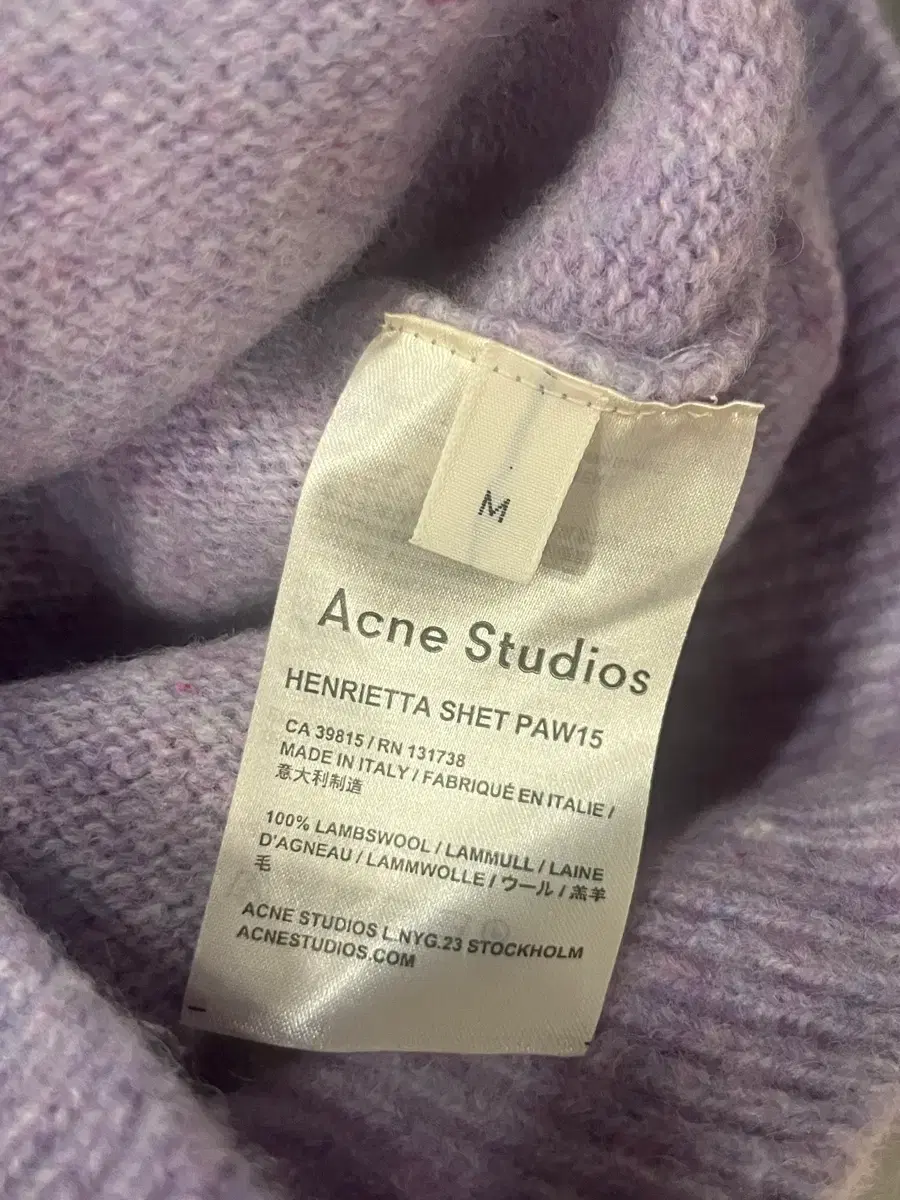 M
Acne Studios
HENRIETTA SHET PAW15
CA 39815 / RN 131738
MADE IN ITALY / FABRIQUÉ EN ITALIE /
意大利制造
100% LAMBSWOOL / LAMMULL / LAINE
D'AGNEAU / LAMMWOLLE / ウール / 羔羊
毛
ACNE STUDIOS L.NYG.23 STOCKHOLM
ACNESTUDIOS.COM